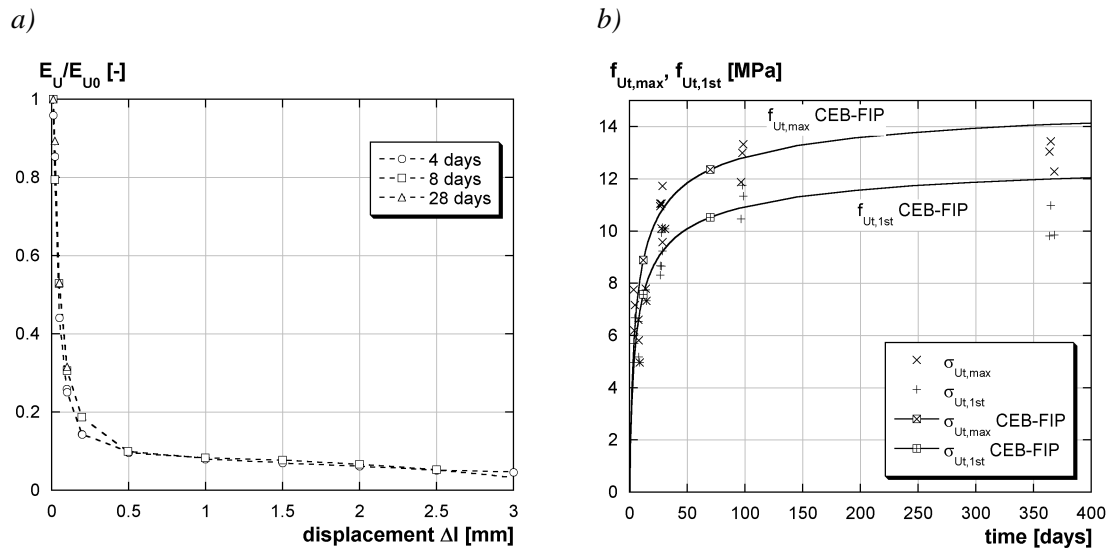 a)
E_U/E_U0 [-]
1
0.8
0.6
0.4
0.2
0
0 0.5 1 1.5 2 2.5 3
displacement Δl [mm]
4 days
8 days
28 days
b)
f_Ut,max, f_Ut,1st [MPa]
14
12
10
8
6
4
2
0
0 50 100 150 200 250 300 350 400
time [days]
f_Ut,max CEB-FIP
f_Ut,1st CEB-FIP
σ_Ut,max
σ_Ut,1st
σ_Ut,max CEB-FIP
σ_Ut,1st CEB-FIP